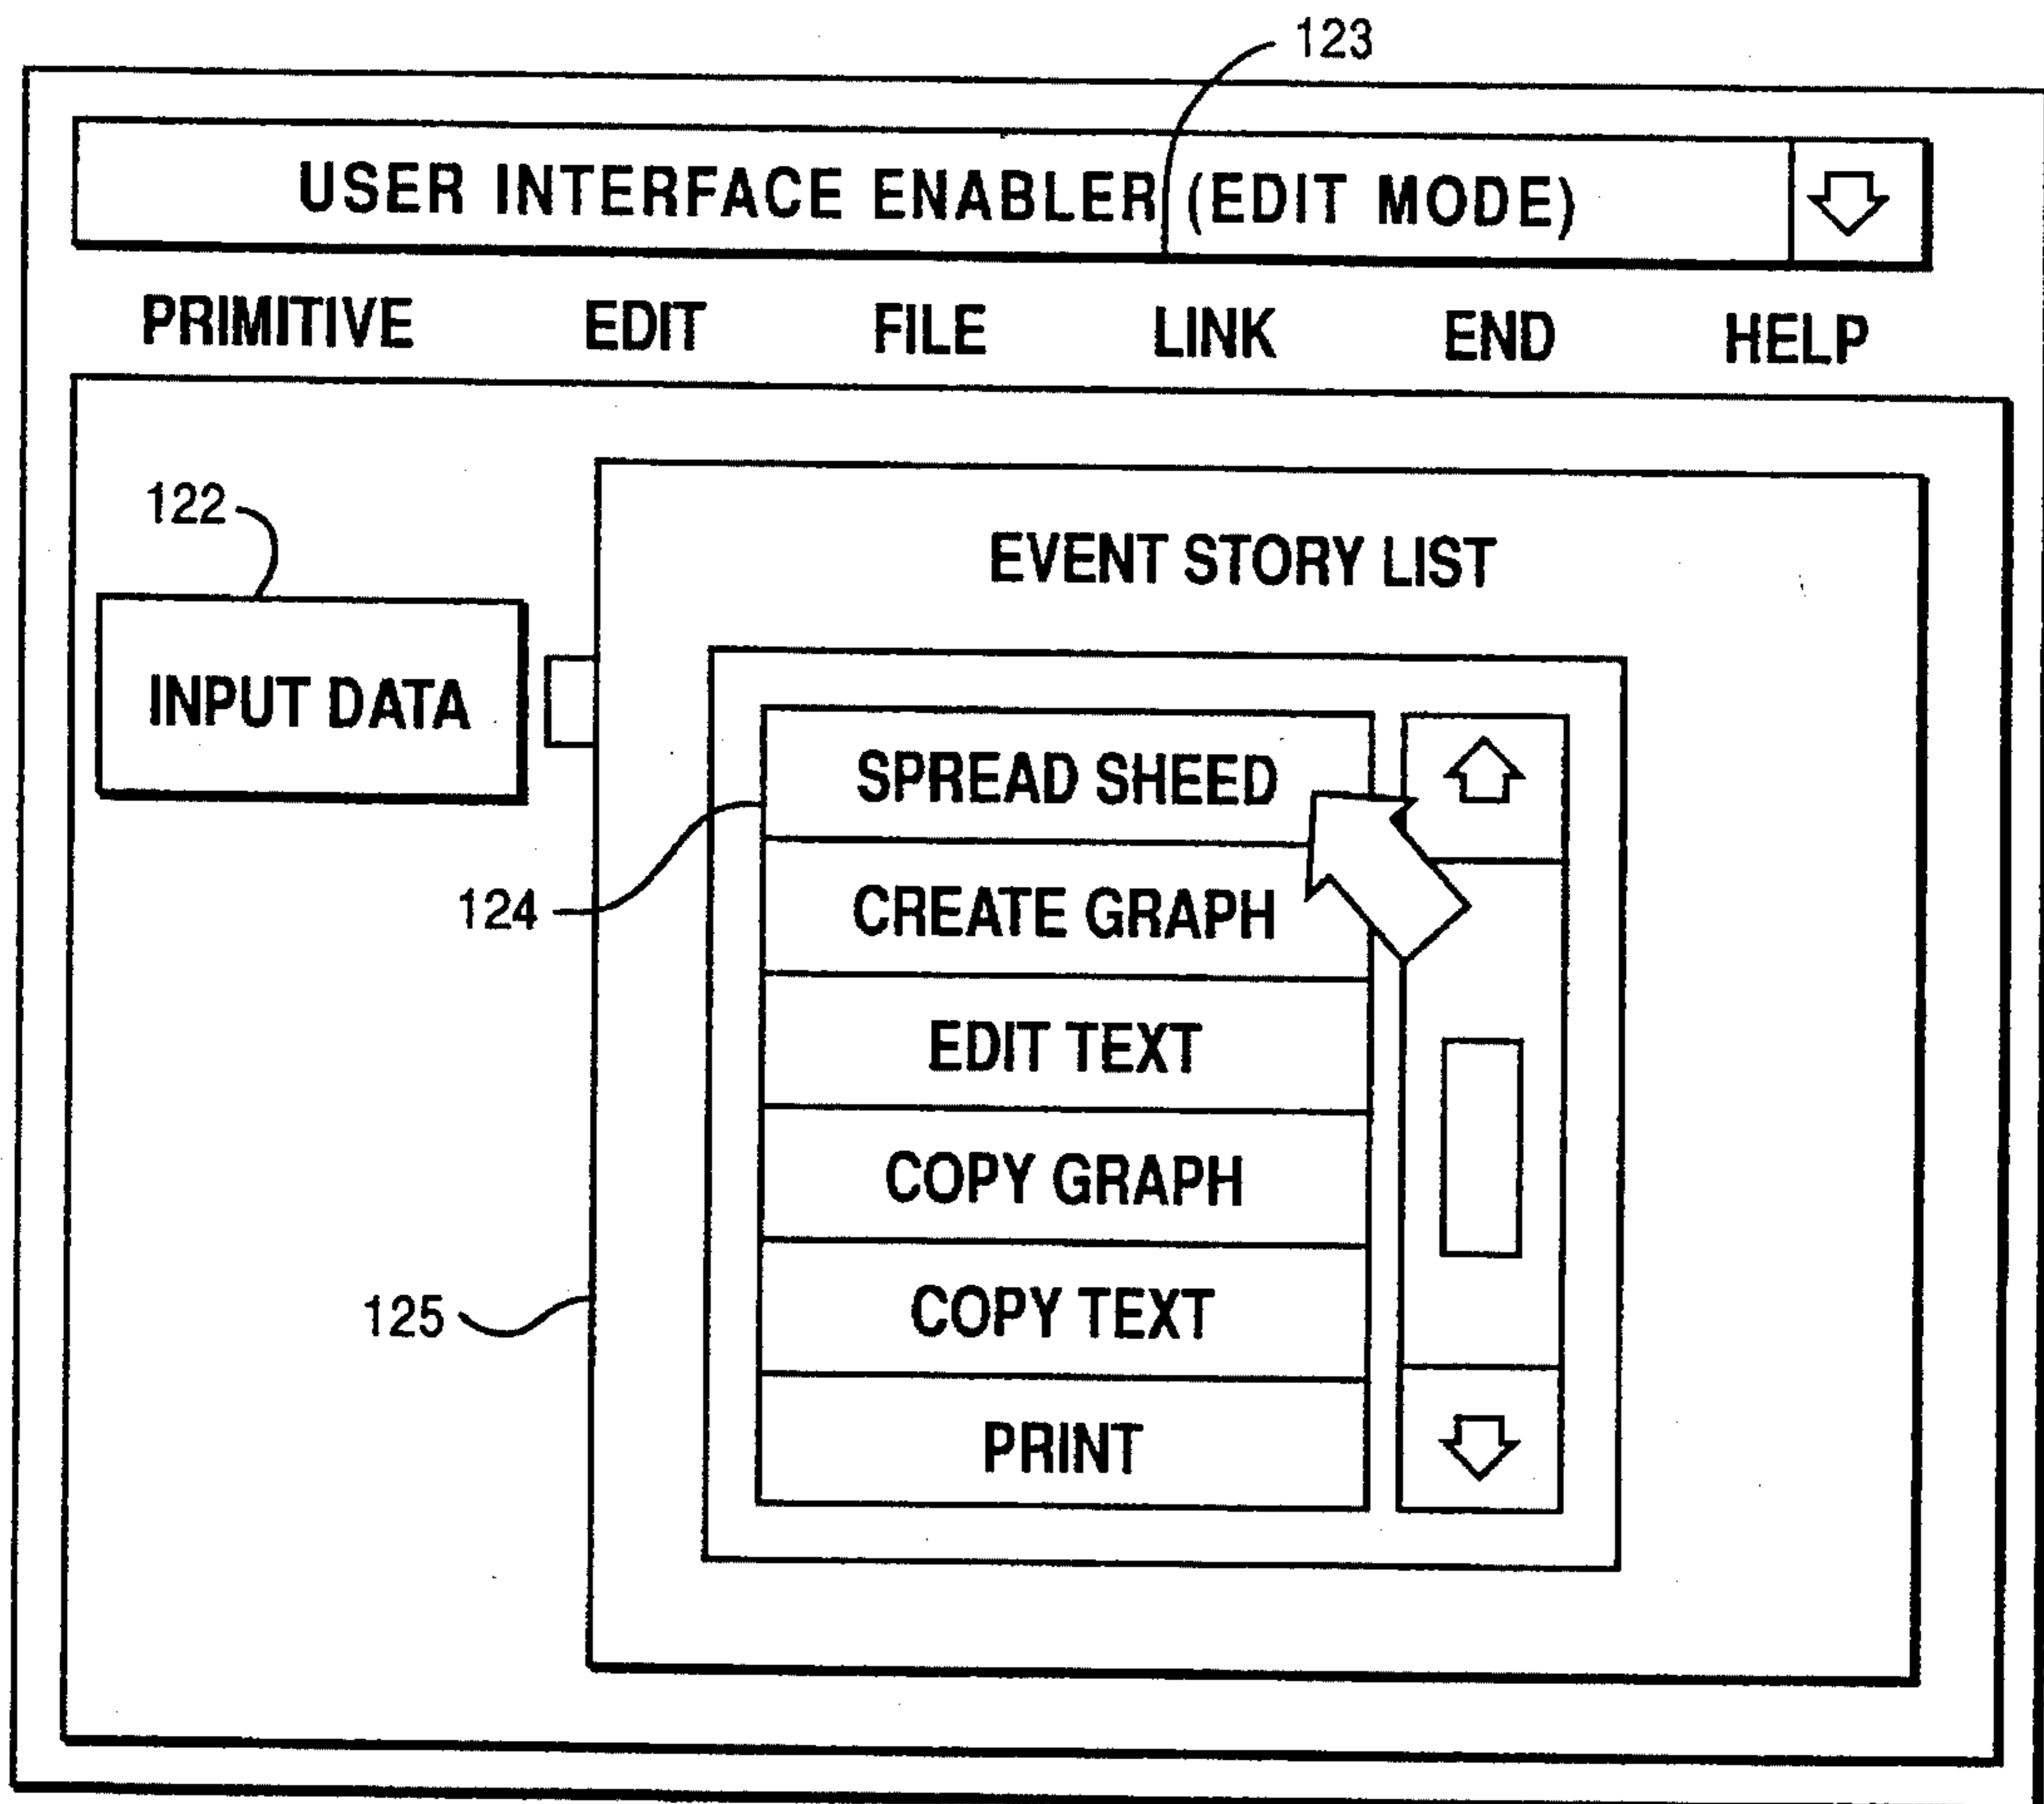 123
USER INTERFACE ENABLER (EDIT MODE)
PRIMITIVE EDIT FILE LINK END HELP
122
EVENT STORY LIST
INPUT DATA
SPREAD SHEED
124
CREATE GRAPH
EDIT TEXT
COPY GRAPH
125
COPY TEXT
PRINT